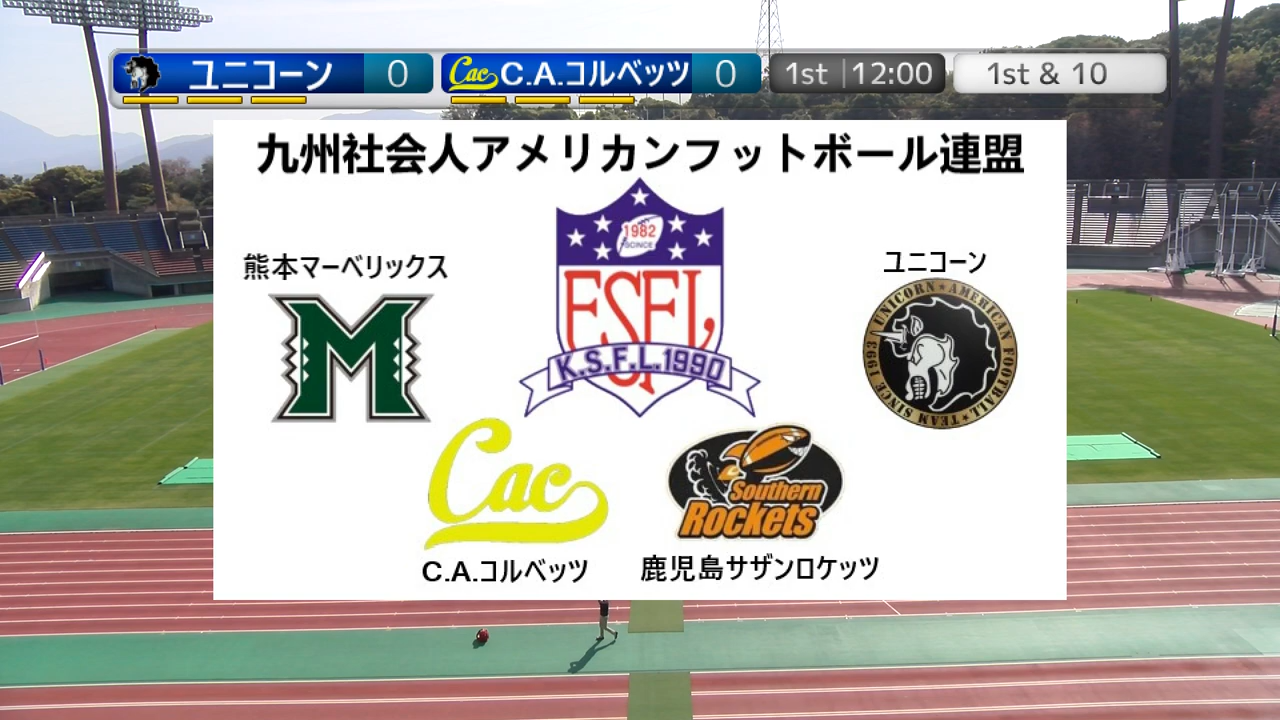 ユニコーン 0 Cac C.A.コルベッツ 0 1st 12:00 1st & 10
九州社会人アメリカンフットボール連盟
1982
SCINCE
K.S.F.L.1990
熊本マーベリックス
M
ユニコーン
UNICORN ★ AMERICAN FOOTBALL ★ TEAM SINCE 1993
Cac
C.A.コルベッツ
Southern
Rockets
鹿児島サザンロケッツ